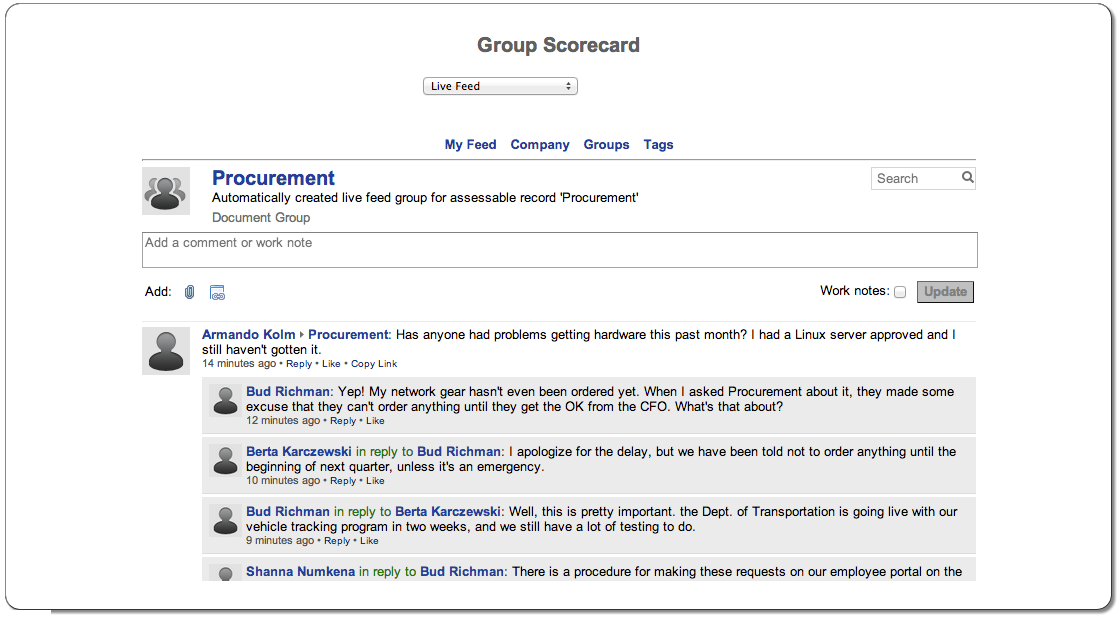 Group Scorecard
Live Feed
My Feed Company Groups Tags
Procurement
Search
Automatically created live feed group for assessable record 'Procurement'
Document Group
Add a comment or work note
Add: Work notes: Update
Armando Kolm ▸ Procurement: Has anyone had problems getting hardware this past month? I had a Linux server approved and I
still haven't gotten it.
14 minutes ago • Reply • Like • Copy Link
Bud Richman: Yep! My network gear hasn't even been ordered yet. When I asked Procurement about it, they made some
excuse that they can't order anything until they get the OK from the CFO. What's that about?
12 minutes ago • Reply • Like
Berta Karczewski in reply to Bud Richman: I apologize for the delay, but we have been told not to order anything until the
beginning of next quarter, unless it's an emergency.
10 minutes ago • Reply • Like
Bud Richman in reply to Berta Karczewski: Well, this is pretty important. the Dept. of Transportation is going live with our
vehicle tracking program in two weeks, and we still have a lot of testing to do.
9 minutes ago • Reply • Like
Shanna Numkena in reply to Bud Richman: There is a procedure for making these requests on our employee portal on the